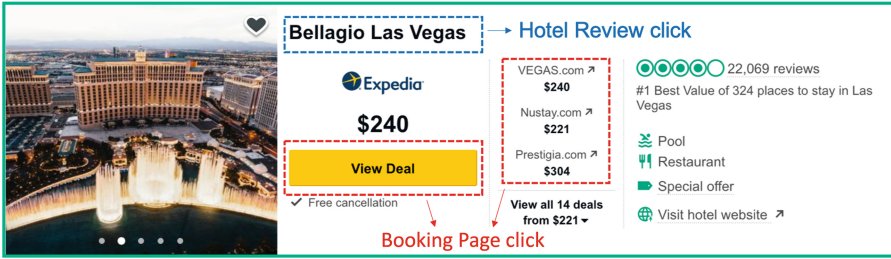 Bellagio Las Vegas
Hotel Review click
Expedia
$240
View Deal
Free cancellation
VEGAS.com
$240
Nustay.com
$221
Prestigia.com
$304
View all 14 deals
from $221
Booking Page click
22,069 reviews
#1 Best Value of 324 places to stay in Las
Vegas
Pool
Restaurant
Special offer
Visit hotel website